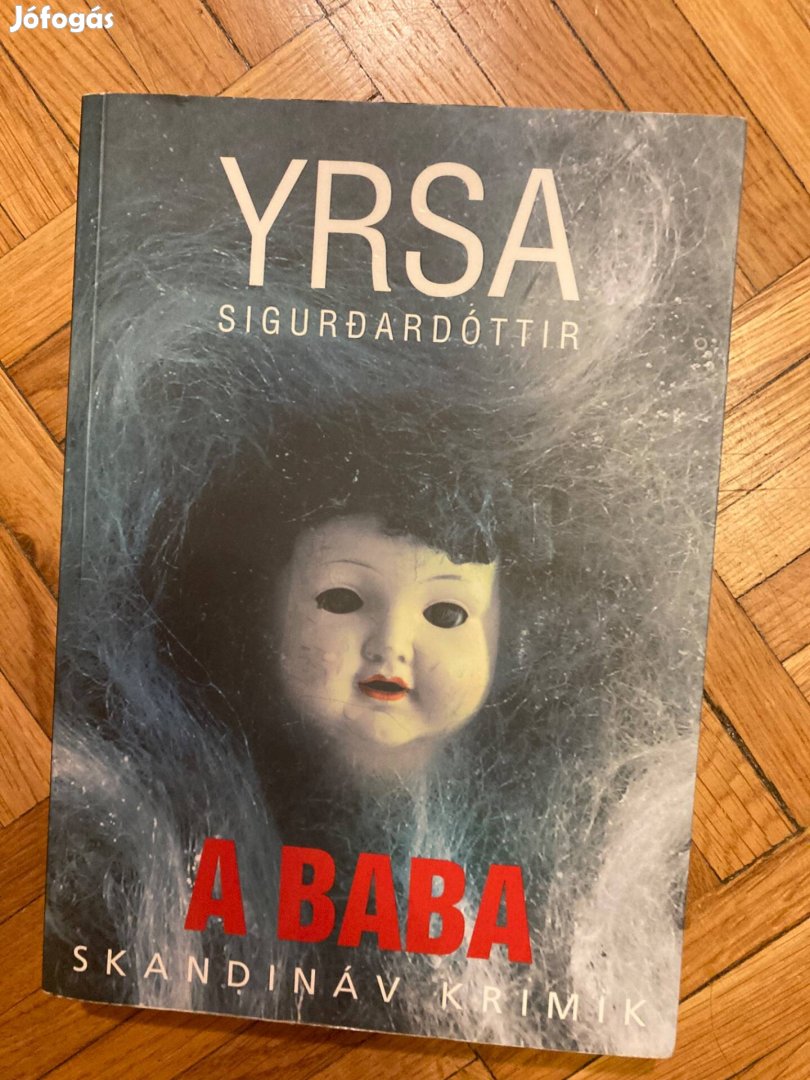 Jófogás
YRSA
SIGURÐARDÓTTIR
A BABA
SKANDINÁV KRIMIK